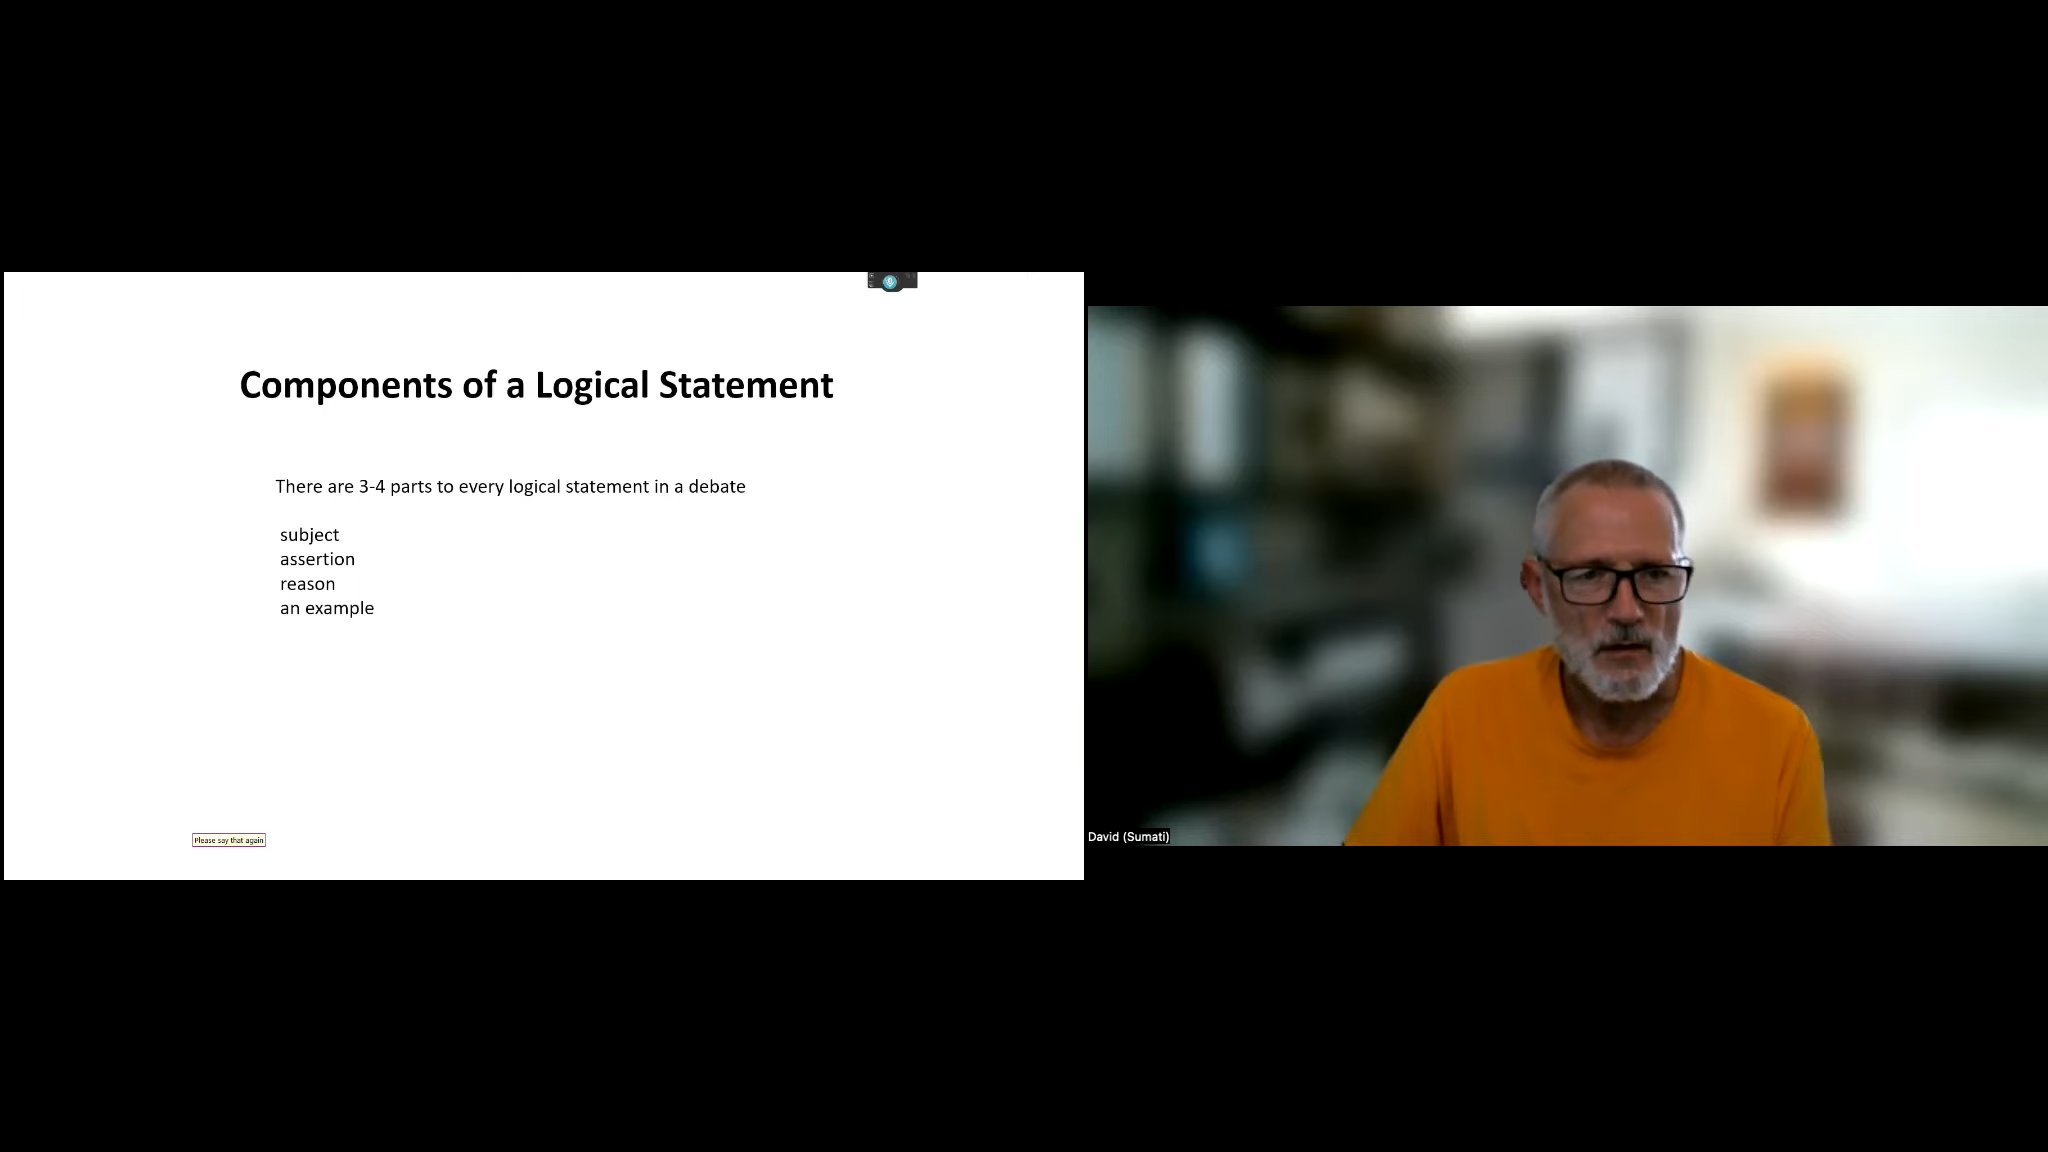 Components of a Logical Statement
There are 3-4 parts to every logical statement in a debate
subject
assertion
reason
an example
Please say that again
David (Sumati)